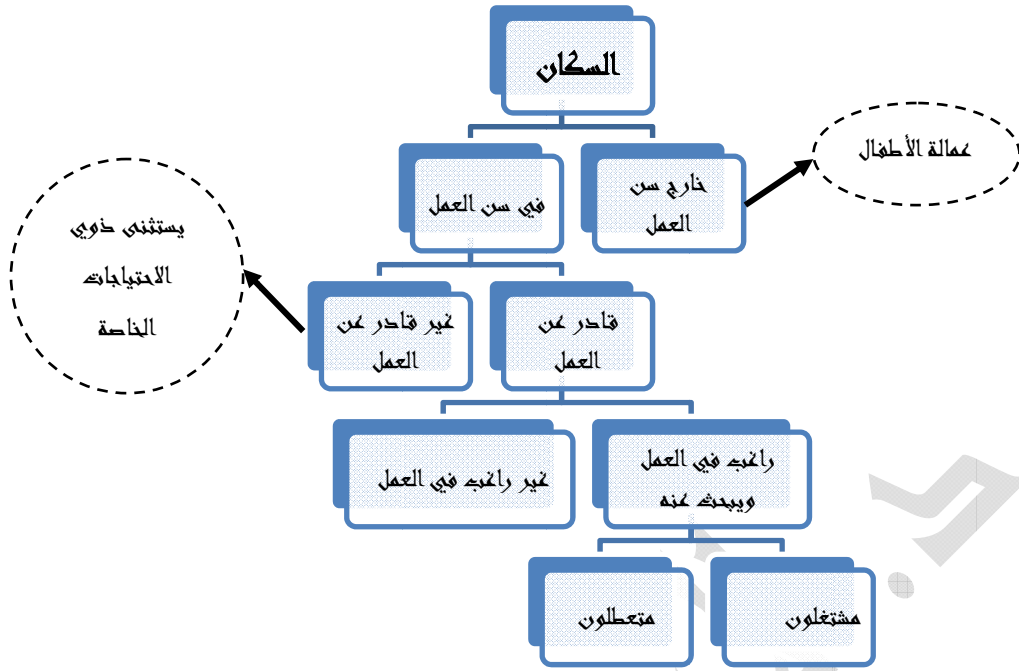 السكان
خارج سن
العمل
عمالة الأطفال
في سن العمل
يستثنى ذوي
الاحتياجات
الخاصة
قادر عن
العمل
غير قادر عن
العمل
راغب في العمل
ويبحث عنه
غير راغب في العمل
مشتغلون
متعطلون